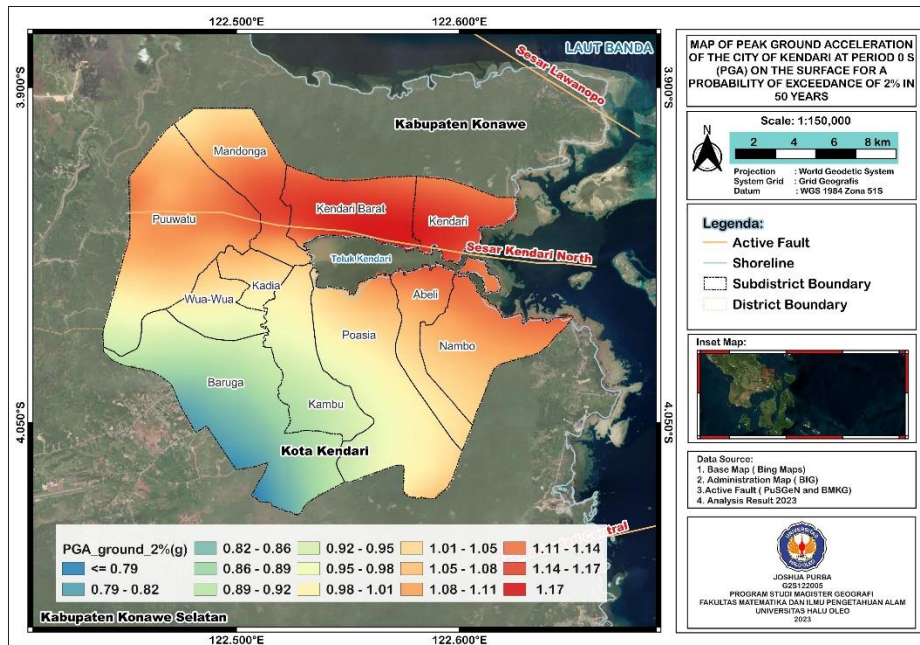 122.500°E
122.600°E
3.900°S
4.050°S
LAUT BANDA
Sesar Lawanopo
Kabupaten Konawe
Mandonga
Puuwatu
Kendari Barat
Kendari
Sesar Kendari North
Teluk Kendari
Kadia
Wua-Wua
Abeli
Poasia
Nambo
Baruga
Kambu
Kota Kendari
Central
PGA_ground_2%(g)
<= 0.79
0.79 - 0.82
0.82 - 0.86
0.86 - 0.89
0.89 - 0.92
0.92 - 0.95
0.95 - 0.98
0.98 - 1.01
1.01 - 1.05
1.05 - 1.08
1.08 - 1.11
1.11 - 1.14
1.14 - 1.17
1.17
Kabupaten Konawe Selatan
122.500°E
122.600°E
3.900°S
4.050°S
MAP OF PEAK GROUND ACCELERATION
OF THE CITY OF KENDARI AT PERIOD 0 S
(PGA) ON THE SURFACE FOR A
PROBABILITY OF EXCEEDANCE OF 2% IN
50 YEARS
Scale: 1:150,000
N
2 4 6 8 km
Projection : World Geodetic System
System Grid : Grid Geografis
Datum : WGS 1984 Zona 51S
Legenda:
Active Fault
Shoreline
Subdistrict Boundary
District Boundary
Inset Map:
Data Source:
1. Base Map ( Bing Maps)
2. Administration Map ( BIG)
3.Active Fault ( PuSGeN and BMKG)
4. Analysis Result 2023
UNIVERSITAS
HALU OLEO
JOSHUA PURBA
G2S122005
PROGRAM STUDI MAGISTER GEOGRAFI
FAKULTAS MATEMATIKA DAN ILMU PENGETAHUAN ALAM
UNIVERSITAS HALU OLEO
2023